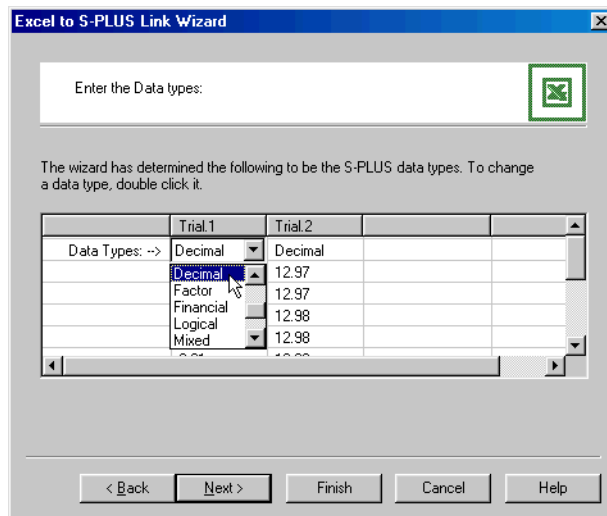 Excel to S-PLUS Link Wizard
Enter the Data types:
The wizard has determined the following to be the S-PLUS data types. To change
a data type, double click it.
Trial.1 Trial.2
Data Types: --> Decimal Decimal
Decimal 12.97
Factor 12.97
Financial 12.98
Logical
Mixed 12.98
< Back Next > Finish Cancel Help